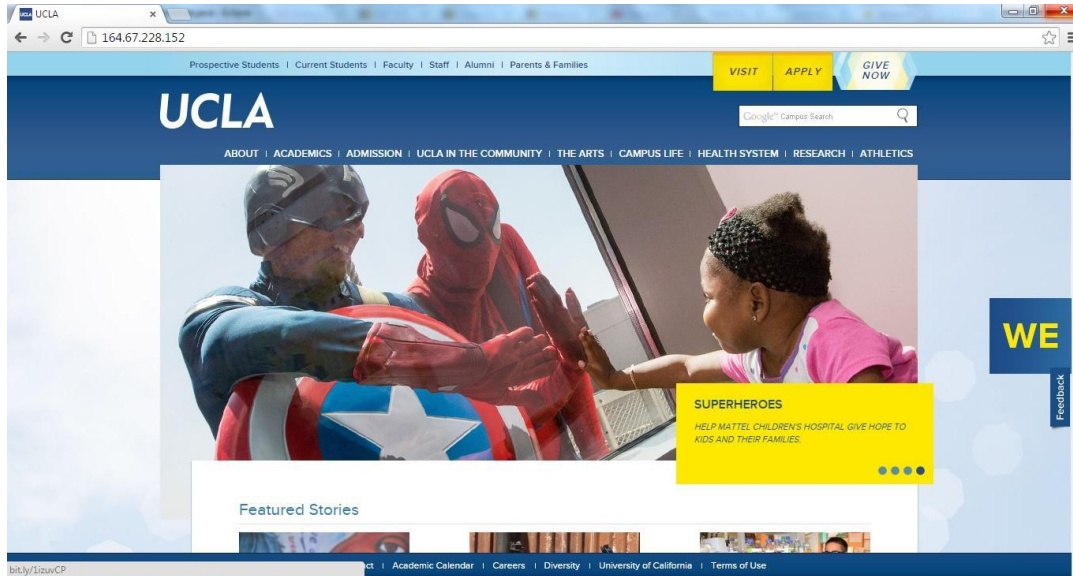 UCLA
164.67.228.152
Prospective Students | Current Students | Faculty | Staff | Alumni | Parents & Families
VISIT APPLY GIVE NOW
UCLA
Google™ Campus Search
ABOUT | ACADEMICS | ADMISSION | UCLA IN THE COMMUNITY | THE ARTS | CAMPUS LIFE | HEALTH SYSTEM | RESEARCH | ATHLETICS
WE
Feedback
SUPERHEROES
HELP MATTEL CHILDREN'S HOSPITAL GIVE HOPE TO
KIDS AND THEIR FAMILIES.
Featured Stories
| Academic Calendar | Careers | Diversity | University of California | Terms of Use
bit.ly/1izuvCP